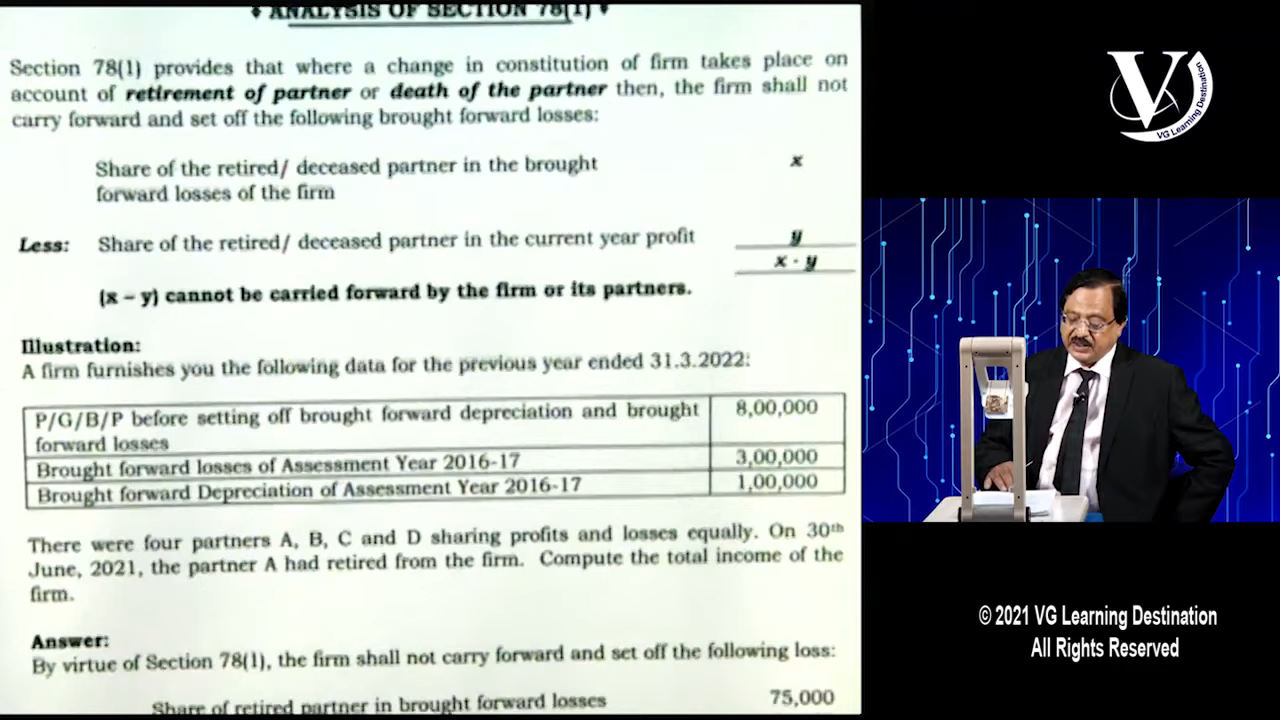 ♦ ANALYSIS OF SECTION 78(1) ♦
Section 78(1) provides that where a change in constitution of firm takes place on
account of retirement of partner or death of the partner then, the firm shall not
carry forward and set off the following brought forward losses:
Share of the retired/ deceased partner in the brought x
forward losses of the firm
Less: Share of the retired/ deceased partner in the current year profit y
x - y
(x – y) cannot be carried forward by the firm or its partners.
Illustration:
A firm furnishes you the following data for the previous year ended 31.3.2022:
P/G/B/P before setting off brought forward depreciation and brought 8,00,000
forward losses
Brought forward losses of Assessment Year 2016-17 3,00,000
Brought forward Depreciation of Assessment Year 2016-17 1,00,000
There were four partners A, B, C and D sharing profits and losses equally. On 30th
June, 2021, the partner A had retired from the firm. Compute the total income of the
firm.
Answer:
By virtue of Section 78(1), the firm shall not carry forward and set off the following loss:
Share of retired partner in brought forward losses 75,000
V
VG Learning Destination
© 2021 VG Learning Destination
All Rights Reserved